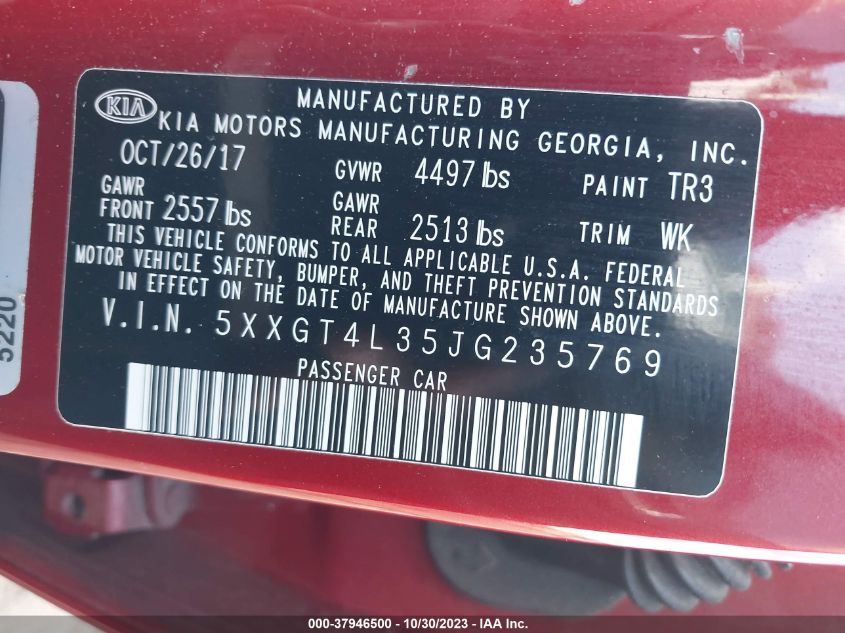 KIA
MANUFACTURED BY
KIA MOTORS MANUFACTURING GEORGIA, INC.
OCT/26/17 GVWR 4497 lbs PAINT TR3
GAWR FRONT 2557 lbs GAWR REAR 2513 lbs TRIM WK
THIS VEHICLE CONFORMS TO ALL APPLICABLE U.S.A. FEDERAL
MOTOR VEHICLE SAFETY, BUMPER, AND THEFT PREVENTION STANDARDS
IN EFFECT ON THE DATE OF MANUFACTURE SHOWN ABOVE.
V.I.N. 5XXGT4L35JG235769
PASSENGER CAR
5220
000-37946500 - 10/30/2023 - IAA Inc.